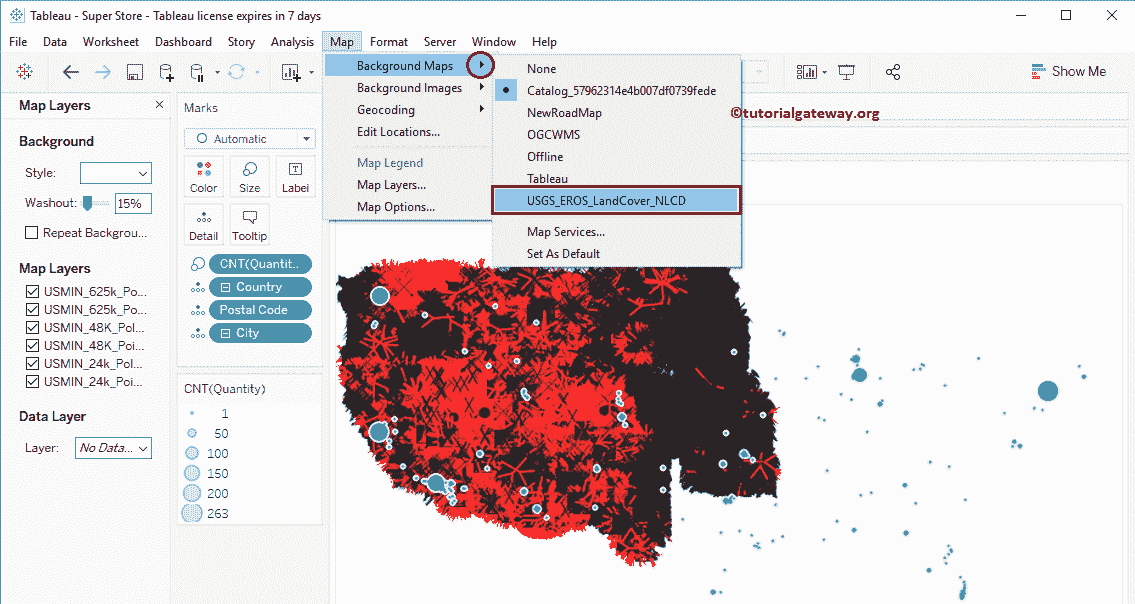 Tableau - Super Store - Tableau license expires in 7 days
File Data Worksheet Dashboard Story Analysis Map Format Server Window Help
Show Me
Map Layers
Background
Style:
Washout: 15%
Repeat Backgrou...
Map Layers
USMIN_625k_Po...
USMIN_625k_Po...
USMIN_48K_Pol...
USMIN_48K_Poi...
USMIN_24k_Pol...
USMIN_24k_Poi...
Data Layer
Layer: No Data...
Marks
Automatic
Color Size Label
Detail Tooltip
CNT(Quantit..
Country
Postal Code
City
CNT(Quantity)
1
50
100
150
200
263
Background Maps
Background Images
Geocoding
Edit Locations...
Map Legend
Map Layers...
Map Options...
None
Catalog_57962314e4b007df0739fede
NewRoadMap
OGCWMS
Offline
Tableau
USGS_EROS_LandCover_NLCD
Map Services...
Set As Default
©tutorialgateway.org